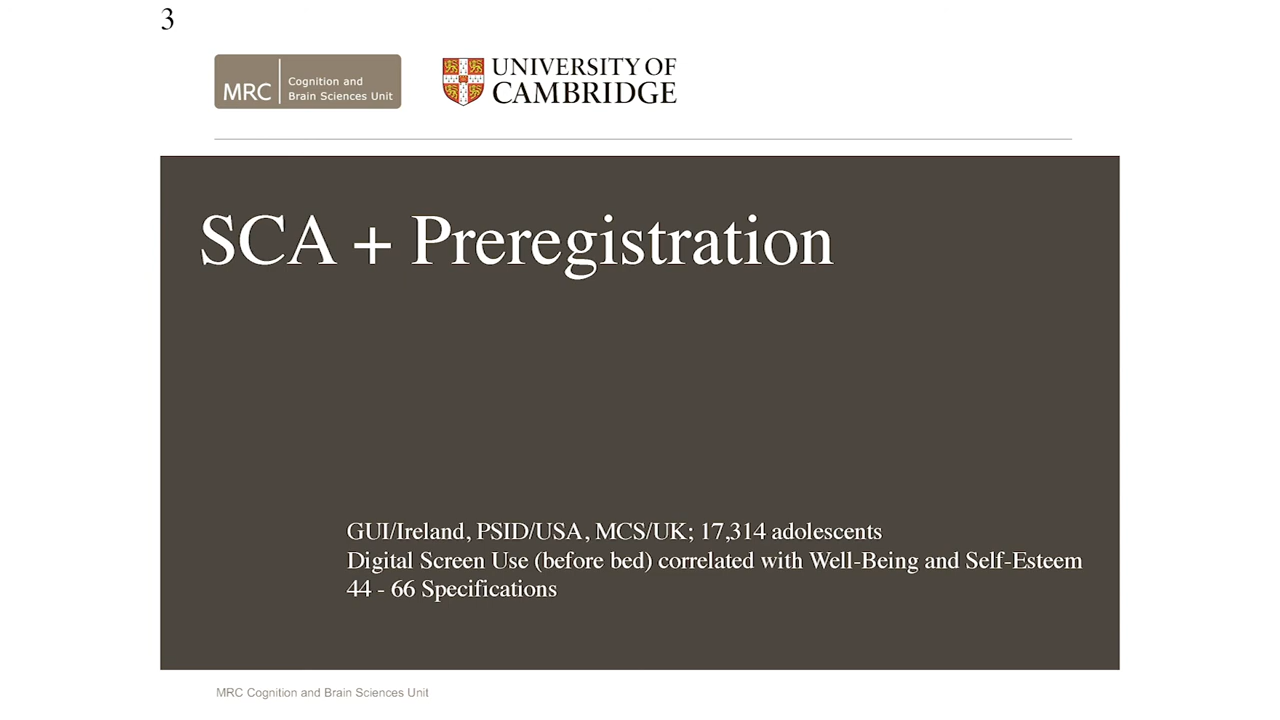 3
MRC
Cognition and
Brain Sciences Unit
UNIVERSITY OF
CAMBRIDGE
SCA + Preregistration
GUI/Ireland, PSID/USA, MCS/UK; 17,314 adolescents
Digital Screen Use (before bed) correlated with Well-Being and Self-Esteem
44 - 66 Specifications
MRC Cognition and Brain Sciences Unit